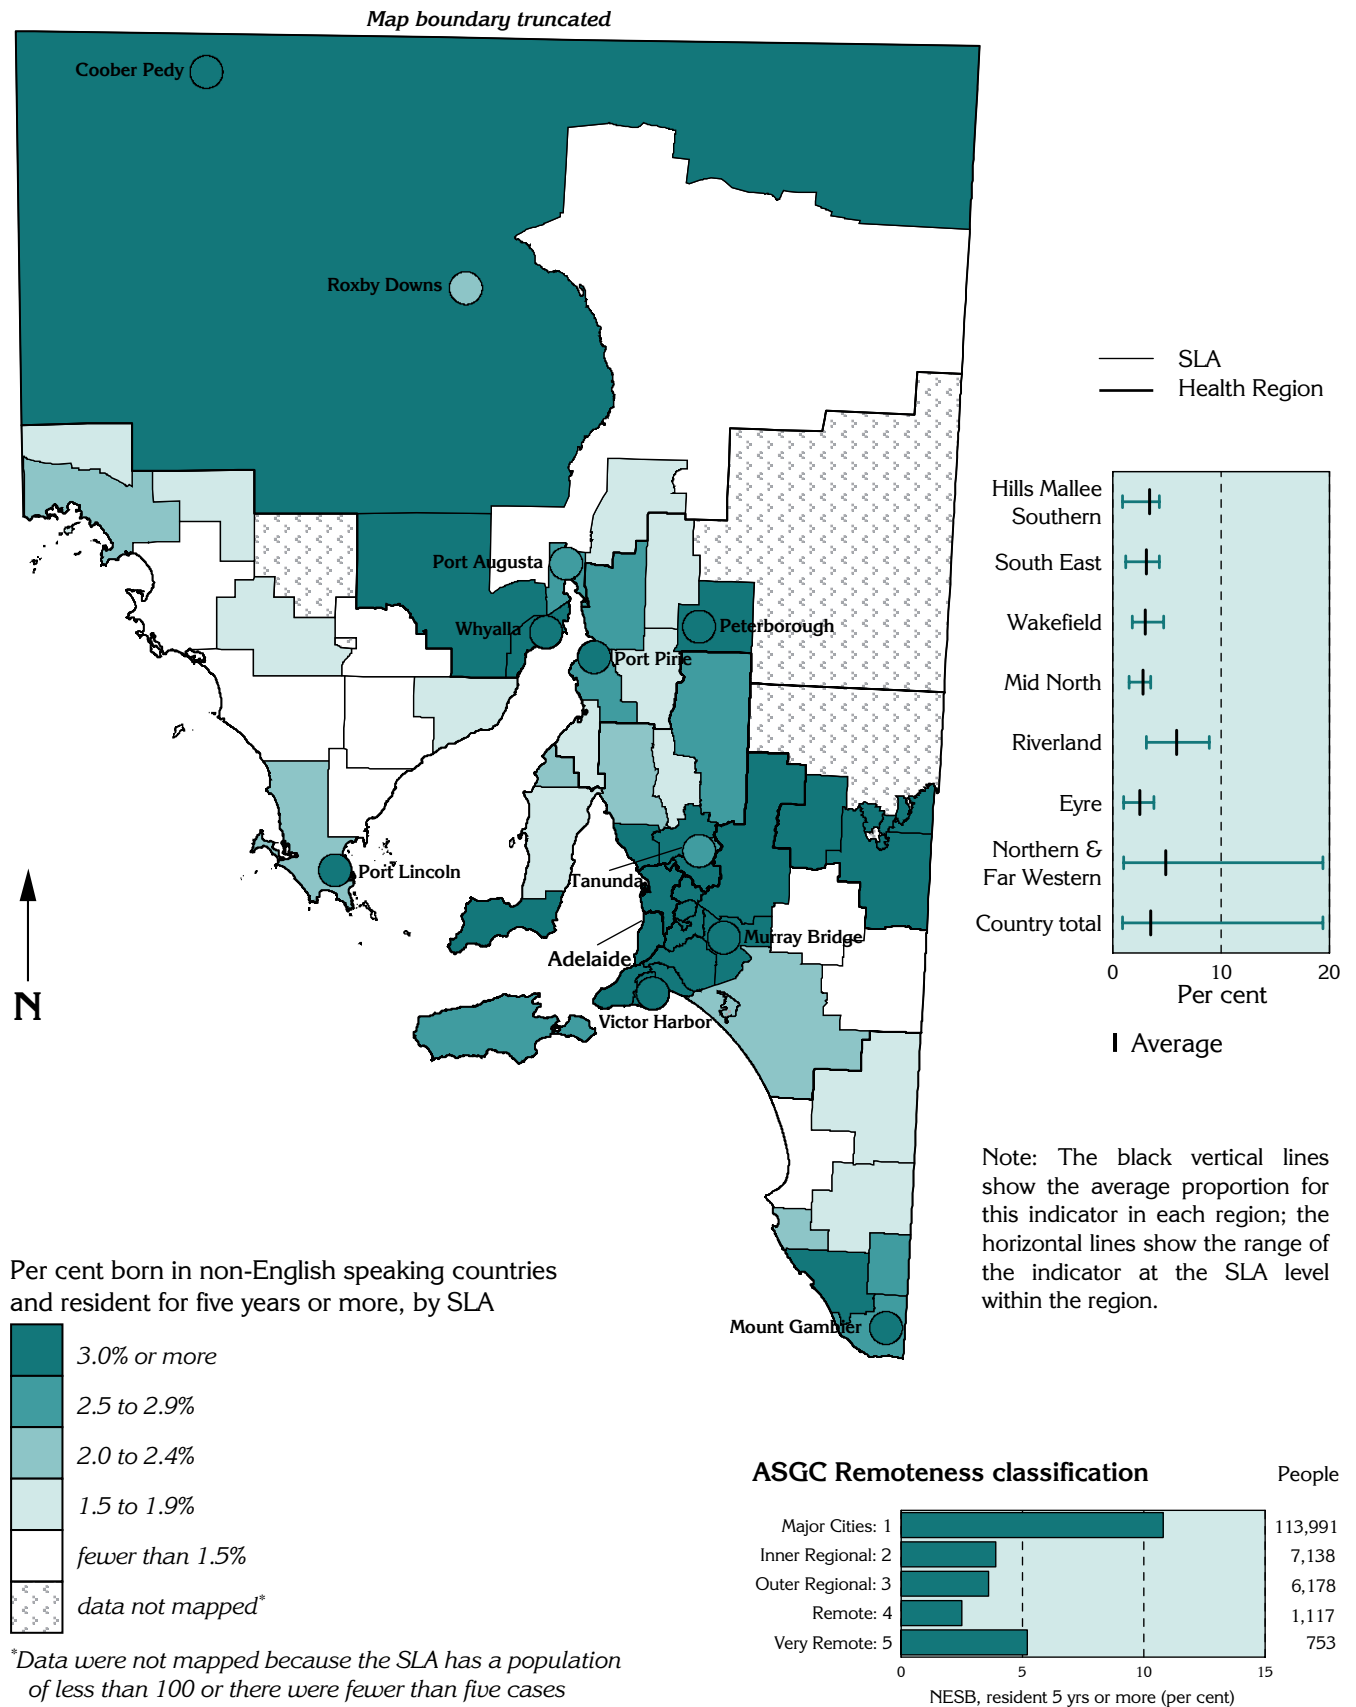 Map boundary truncated
Coober Pedy
Roxby Downs
SLA
Health Region
Port Augusta
Whyalla
Peterborough
Port Pirie
Port Lincoln
Tanunda
Adelaide
Murray Bridge
Victor Harbor
Mount Gambier
N
Hills Mallee
Southern
South East
Wakefield
Mid North
Riverland
Eyre
Northern &
Far Western
Country total
0 10 20
Per cent
Average
Note: The black vertical lines
show the average proportion for
this indicator in each region; the
horizontal lines show the range of
the indicator at the SLA level
within the region.
Per cent born in non-English speaking countries
and resident for five years or more, by SLA
3.0% or more
2.5 to 2.9%
2.0 to 2.4%
1.5 to 1.9%
fewer than 1.5%
data not mapped*
*Data were not mapped because the SLA has a population
of less than 100 or there were fewer than five cases
ASGC Remoteness classification People
Major Cities: 1 113,991
Inner Regional: 2 7,138
Outer Regional: 3 6,178
Remote: 4 1,117
Very Remote: 5 753
0 5 10 15
NESB, resident 5 yrs or more (per cent)